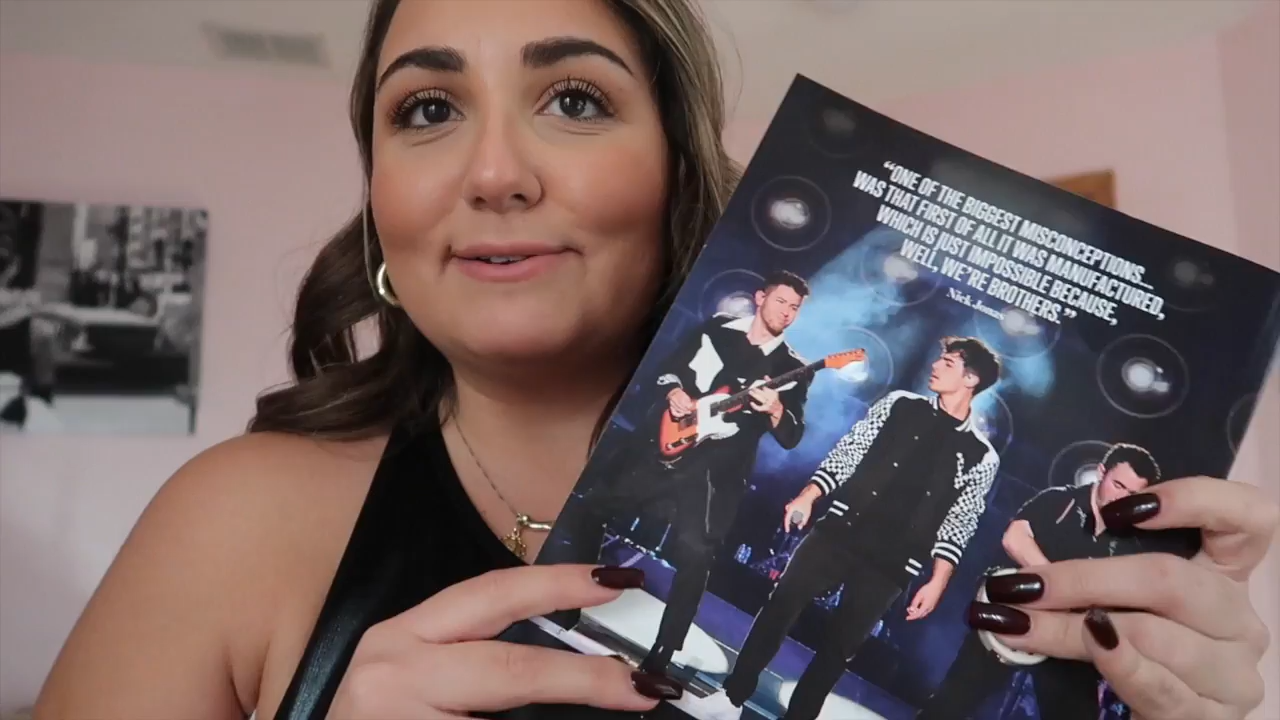 “ONE OF THE BIGGEST MISCONCEPTIONS...
WAS THAT FIRST OF ALL IT WAS MANUFACTURED,
WHICH IS JUST IMPOSSIBLE BECAUSE,
WELL, WE’RE BROTHERS.”
Nick Jonas